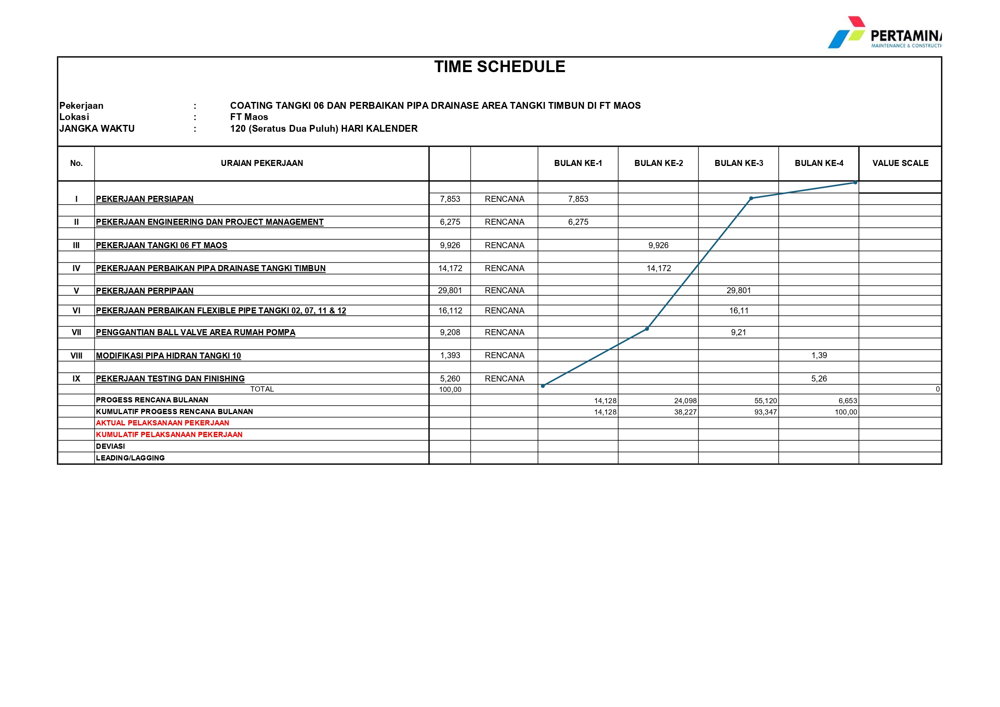 PERTAMINA
MAINTENANCE & CONSTRUCTI
TIME SCHEDULE
Pekerjaan : COATING TANGKI 06 DAN PERBAIKAN PIPA DRAINASE AREA TANGKI TIMBUN DI FT MAOS
Lokasi : FT Maos
JANGKA WAKTU : 120 (Seratus Dua Puluh) HARI KALENDER
No. URAIAN PEKERJAAN BULAN KE-1 BULAN KE-2 BULAN KE-3 BULAN KE-4 VALUE SCALE
I PEKERJAAN PERSIAPAN 7,853 RENCANA 7,853
II PEKERJAAN ENGINEERING DAN PROJECT MANAGEMENT 6,275 RENCANA 6,275
III PEKERJAAN TANGKI 06 FT MAOS 9,926 RENCANA 9,926
IV PEKERJAAN PERBAIKAN PIPA DRAINASE TANGKI TIMBUN 14,172 RENCANA 14,172
V PEKERJAAN PERPIPAAN 29,801 RENCANA 29,801
VI PEKERJAAN PERBAIKAN FLEXIBLE PIPE TANGKI 02, 07, 11 & 12 16,112 RENCANA 16,11
VII PENGGANTIAN BALL VALVE AREA RUMAH POMPA 9,208 RENCANA 9,21
VIII MODIFIKASI PIPA HIDRAN TANGKI 10 1,393 RENCANA 1,39
IX PEKERJAAN TESTING DAN FINISHING 5,260 RENCANA 5,26
TOTAL 100,00 0
PROGESS RENCANA BULANAN 14,128 24,098 55,120 6,653
KUMULATIF PROGESS RENCANA BULANAN 14,128 38,227 93,347 100,00
AKTUAL PELAKSANAAN PEKERJAAN
KUMULATIF PELAKSANAAN PEKERJAAN
DEVIASI
LEADING/LAGGING